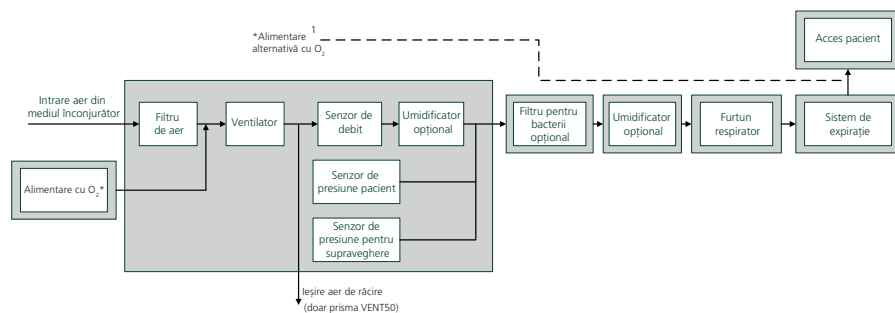 *Alimentare 1
alternativă cu O2
Acces pacient
Intrare aer din
mediul înconjurător
Filtru
de aer
Ventilator
Senzor de
debit
Umidificator
opțional
Filtru pentru
bacterii
opțional
Umidificator
opțional
Furtun
respirator
Sistem de
expirație
Alimentare cu O2*
Senzor de
presiune pacient
Senzor de
presiune pentru
supraveghere
Ieșire aer de răcire
(doar prisma VENT50)